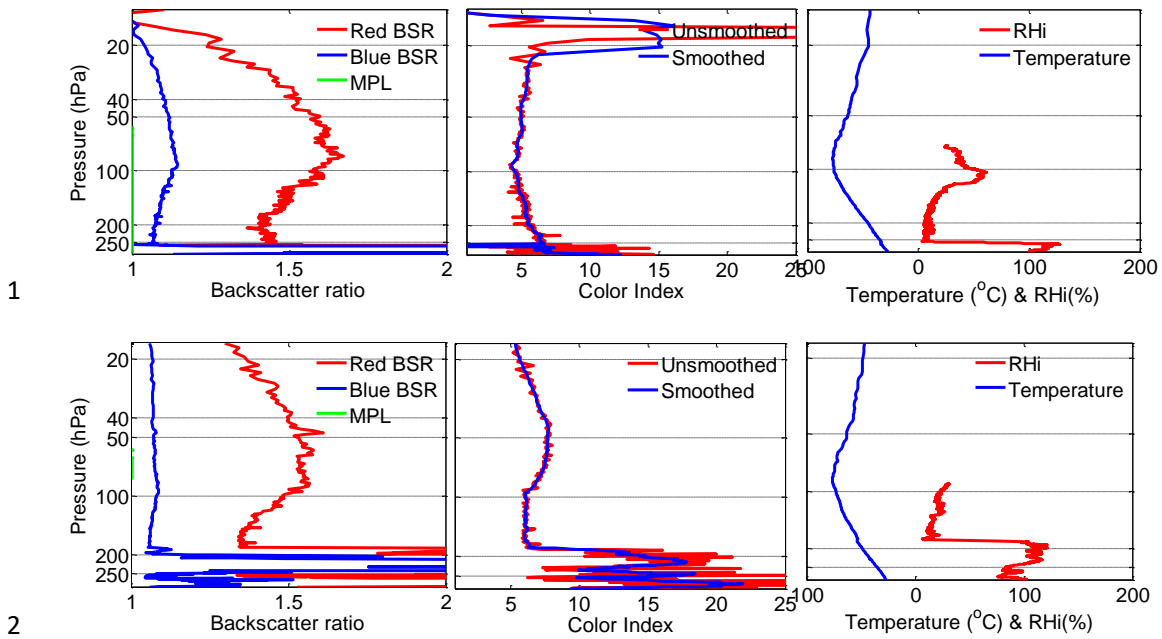 Red BSR
Blue BSR
MPL
20
40
50
100
200
250
Pressure (hPa)
1 1.5 2
Backscatter ratio
Unsmoothed
Smoothed
5 10 15 20 25
Color Index
RHi
Temperature
100 0 100 200
Temperature (°C) & RHi(%)
1
Red BSR
Blue BSR
MPL
20
40
50
100
200
250
Pressure (hPa)
1 1.5 2
Backscatter ratio
Unsmoothed
Smoothed
5 10 15 20 25
Color Index
RHi
Temperature
100 0 100 200
Temperature (°C) & RHi(%)
2